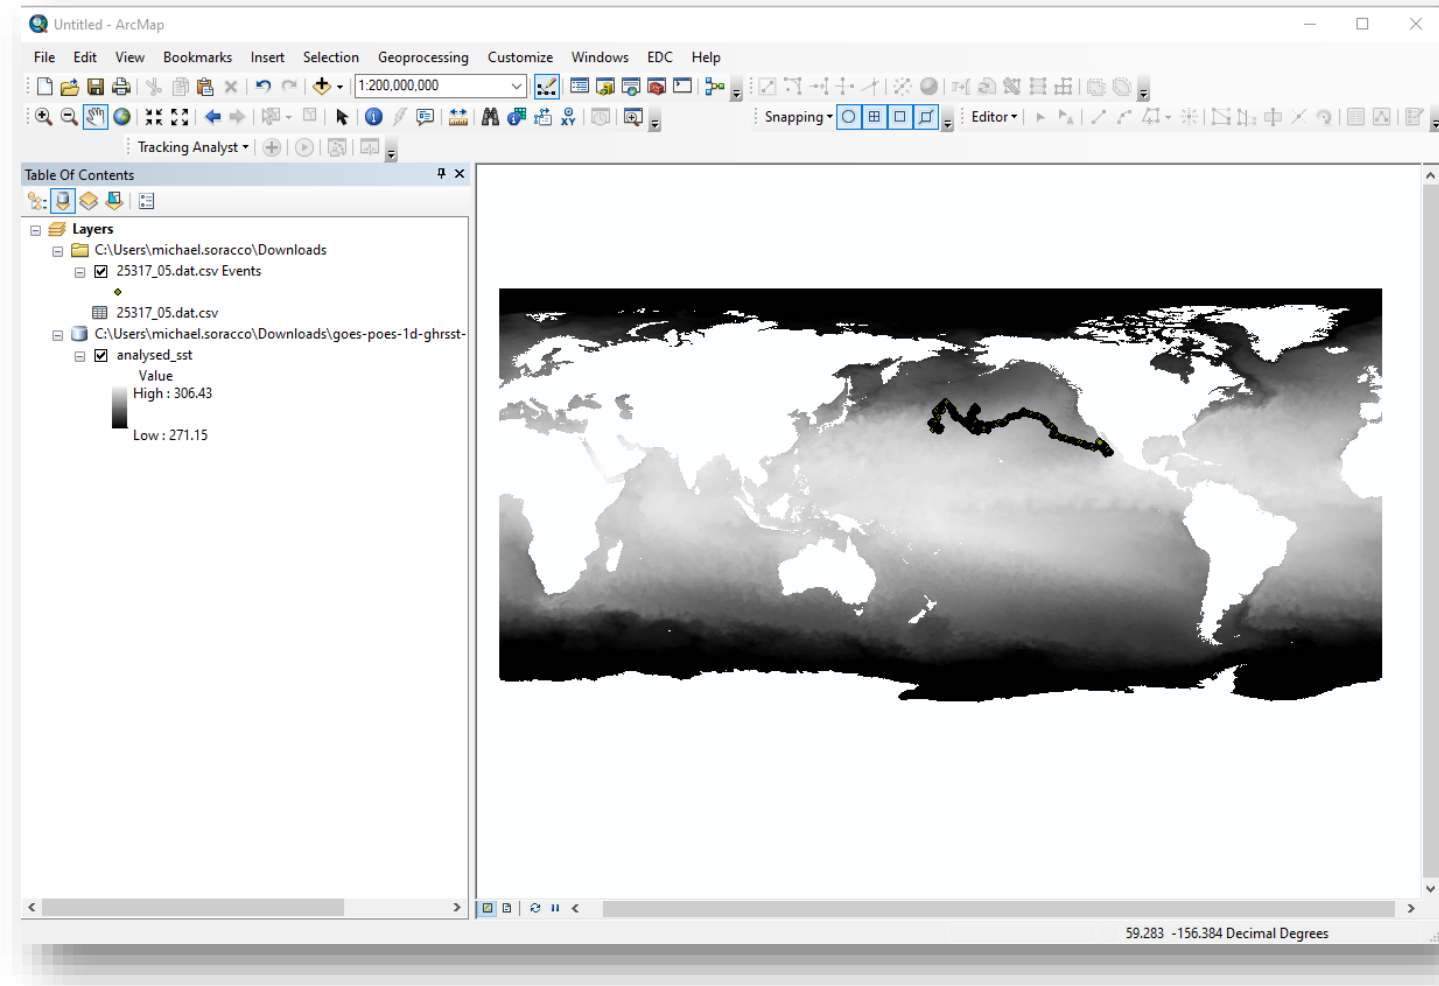 Untitled - ArcMap
File Edit View Bookmarks Insert Selection Geoprocessing Customize Windows EDC Help
1:200,000,000
Snapping Editor
Tracking Analyst
Table Of Contents
Layers
C:\Users\michael.soracco\Downloads
25317_05.dat.csv Events
25317_05.dat.csv
C:\Users\michael.soracco\Downloads\goes-poes-1d-ghrsst-
analysed_sst
Value
High : 306.43
Low : 271.15
59.283 -156.384 Decimal Degrees